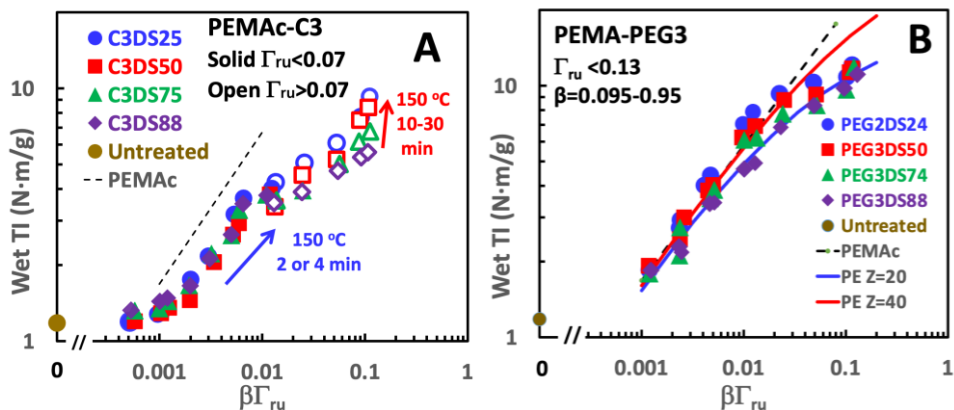 PEMAc-C3
A
C3DS25
C3DS50
C3DS75
C3DS88
Untreated
PEMAc
Solid Γru<0.07
Open Γru>0.07
150 °C
10-30
min
150 °C
2 or 4 min
Wet TI (N·m/g)
10
1
0
0.001
0.01
0.1
1
βΓru
PEMA-PEG3
B
Γru <0.13
β=0.095-0.95
PEG2DS24
PEG3DS50
PEG3DS74
PEG3DS88
Untreated
PEMAc
PE Z=20
PE Z=40
Wet TI (N·m/g)
10
1
0
0.001
0.01
0.1
1
βΓru